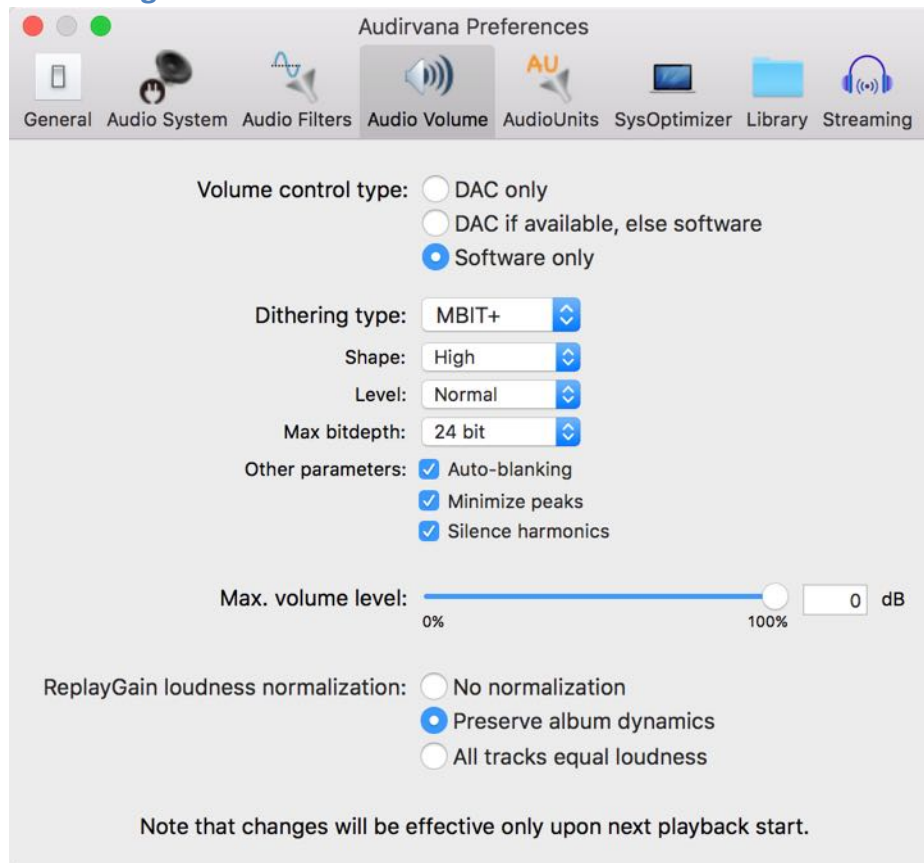 Audirvana Preferences
AU
General Audio System Audio Filters Audio Volume AudioUnits SysOptimizer Library Streaming
Volume control type: DAC only
DAC if available, else software
Software only
Dithering type: MBIT+
Shape: High
Level: Normal
Max bitdepth: 24 bit
Other parameters: Auto-blanking
Minimize peaks
Silence harmonics
Max. volume level: 0 dB
0% 100%
ReplayGain loudness normalization: No normalization
Preserve album dynamics
All tracks equal loudness
Note that changes will be effective only upon next playback start.